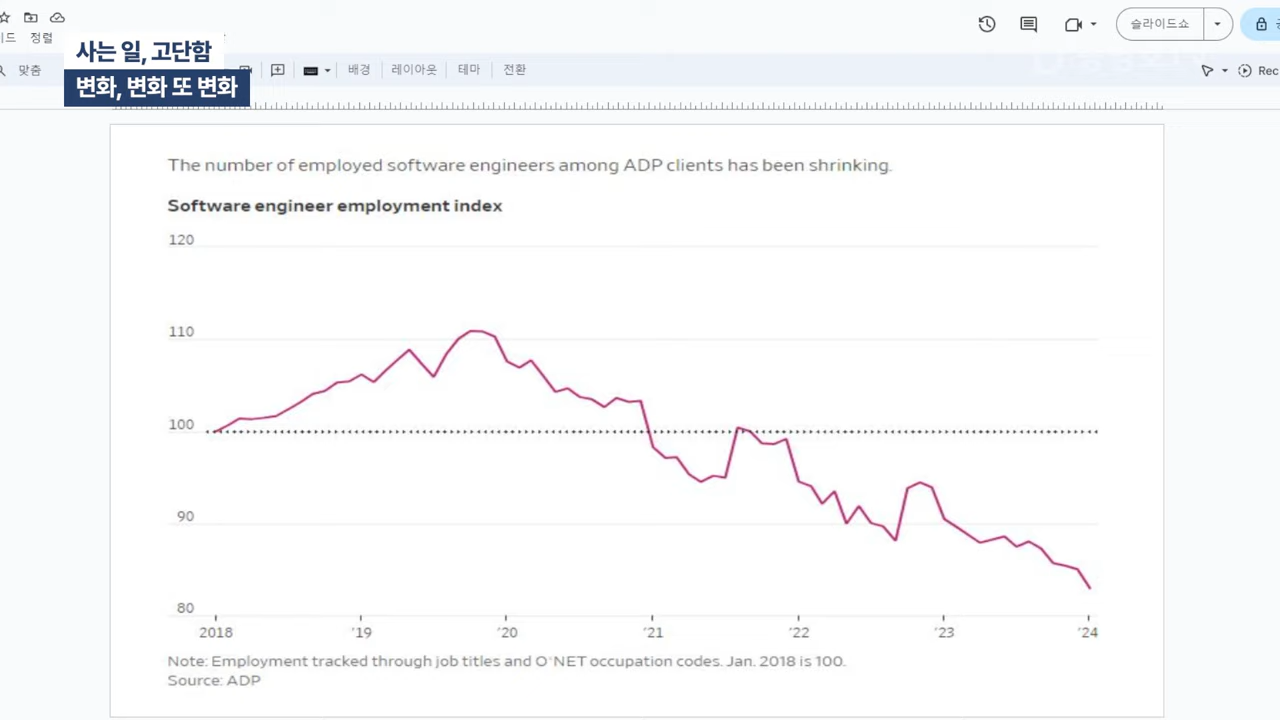 슬라이드쇼
정렬
사는 일, 고단함
변화, 변화 또 변화
맞춤
배경
레이아웃
테마
전환
Rec
The number of employed software engineers among ADP clients has been shrinking.
Software engineer employment index
120
110
100
90
80
2018
'19
'20
'21
'22
'23
'24
Note: Employment tracked through job titles and O*NET occupation codes. Jan. 2018 is 100.
Source: ADP